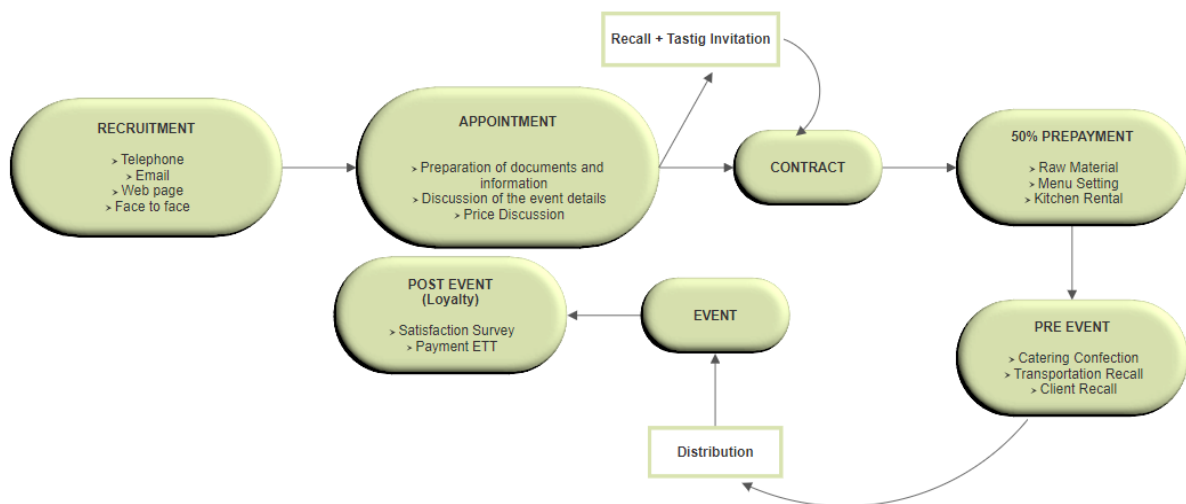 RECRUITMENT
➢ Telephone
➢ Email
➢ Web page
➢ Face to face
APPOINTMENT
➢ Preparation of documents and
information
➢ Discussion of the event details
➢ Price Discussion
Recall + Tastig Invitation
CONTRACT
50% PREPAYMENT
➢ Raw Material
➢ Menu Setting
➢ Kitchen Rental
PRE EVENT
➢ Catering Confection
➢ Transportation Recall
➢ Client Recall
Distribution
EVENT
POST EVENT
(Loyalty)
➢ Satisfaction Survey
➢ Payment ETT